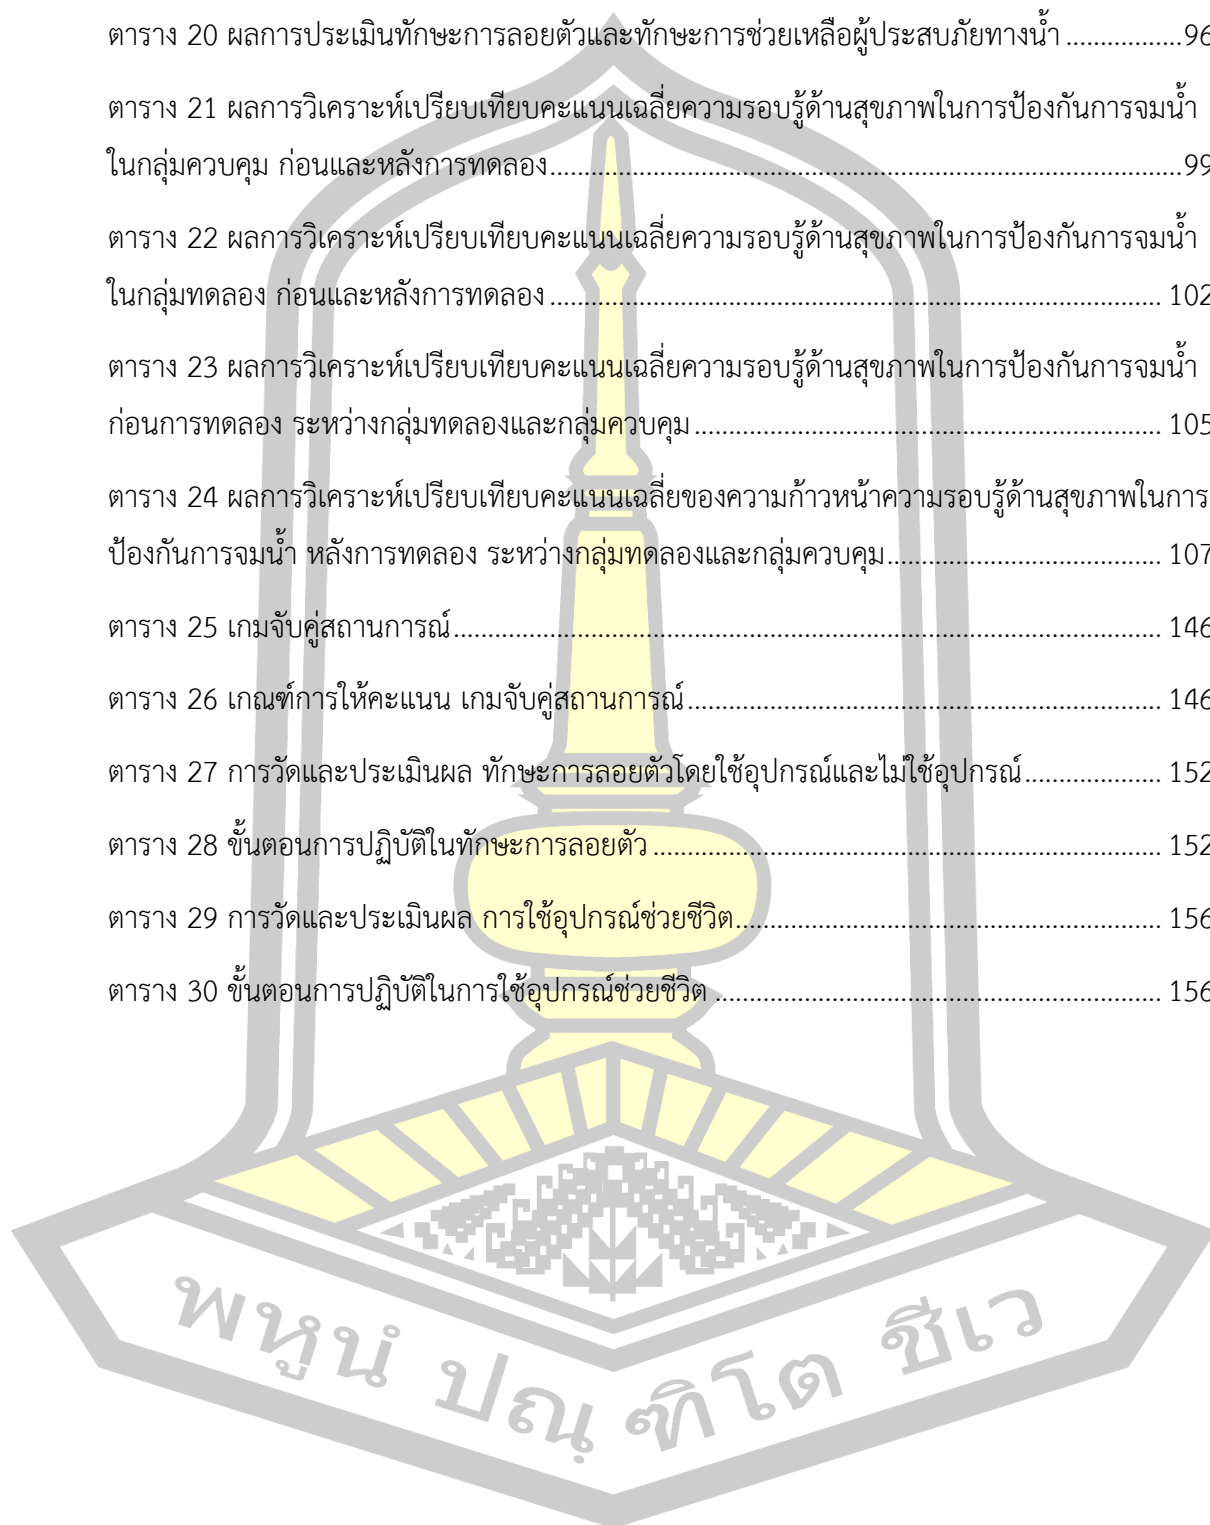 ตาราง 20 ผลการประเมินทักษะการลอยตัวและทักษะการช่วยเหลือผู้ประสบภัยทางน้ำ .................96
ตาราง 21 ผลการวิเคราะห์เปรียบเทียบคะแนนเฉลี่ยความรอบรู้ด้านสุขภาพในการป้องกันการจมน้ำ
ในกลุ่มควบคุม ก่อนและหลังการทดลอง............................................................................................99
ตาราง 22 ผลการวิเคราะห์เปรียบเทียบคะแนนเฉลี่ยความรอบรู้ด้านสุขภาพในการป้องกันการจมน้ำ
ในกลุ่มทดลอง ก่อนและหลังการทดลอง .......................................................................................... 102
ตาราง 23 ผลการวิเคราะห์เปรียบเทียบคะแนนเฉลี่ยความรอบรู้ด้านสุขภาพในการป้องกันการจมน้ำ
ก่อนการทดลอง ระหว่างกลุ่มทดลองและกลุ่มควบคุม ..................................................................... 105
ตาราง 24 ผลการวิเคราะห์เปรียบเทียบคะแนนเฉลี่ยของความก้าวหน้าความรอบรู้ด้านสุขภาพในการ
ป้องกันการจมน้ำ หลังการทดลอง ระหว่างกลุ่มทดลองและกลุ่มควบคุม......................................... 107
ตาราง 25 เกมจับคู่สถานการณ์......................................................................................................... 146
ตาราง 26 เกณฑ์การให้คะแนน เกมจับคู่สถานการณ์...................................................................... 146
ตาราง 27 การวัดและประเมินผล ทักษะการลอยตัวโดยใช้อุปกรณ์และไม่ใช้อุปกรณ์.................... 152
ตาราง 28 ขั้นตอนการปฏิบัติในทักษะการลอยตัว ........................................................................... 152
ตาราง 29 การวัดและประเมินผล การใช้อุปกรณ์ช่วยชีวิต............................................................... 156
ตาราง 30 ขั้นตอนการปฏิบัติในการใช้อุปกรณ์ช่วยชีวิต .................................................................. 156
พหูนํ ปณฺฑิโต ชีเว